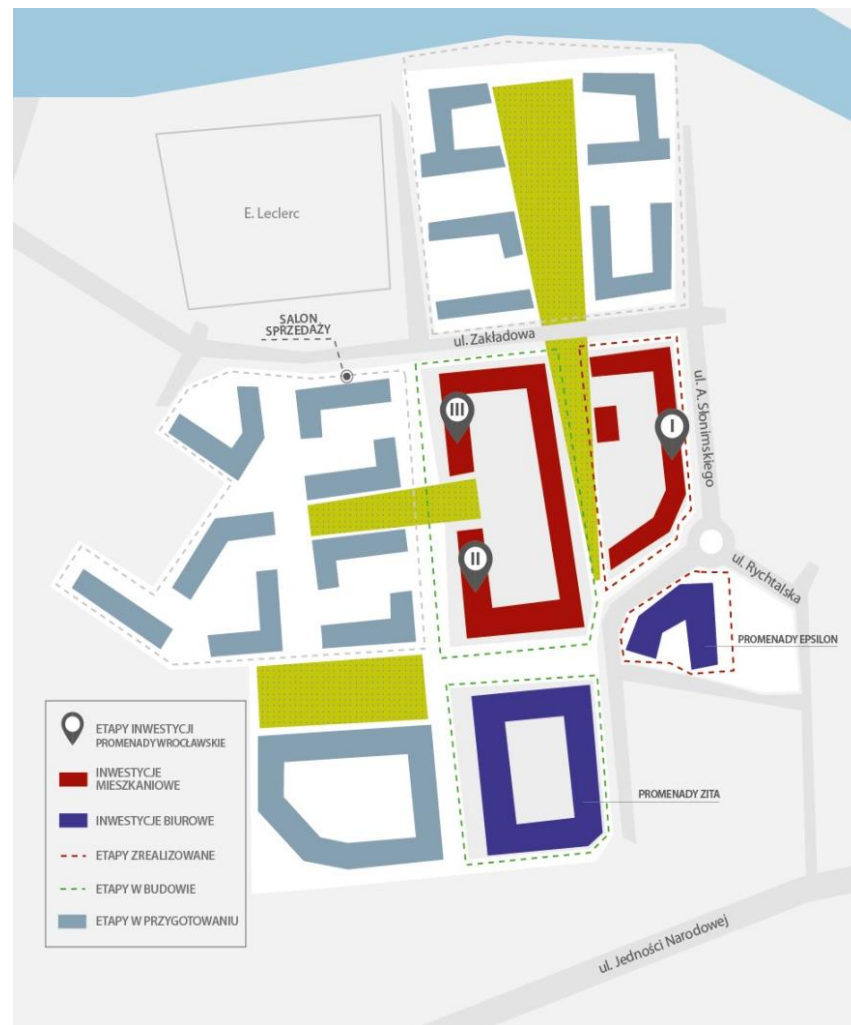 E. Leclerc
SALON
SPRZEDAŻY
ul. Zakładowa
III
I
ul. A. Słonimskiego
II
ul. Rychtalska
PROMENADY EPSILON
ETAPY INWESTYCJI
PROMENADY WROCŁAWSKIE
INWESTYCJE
MIESZKANIOWE
INWESTYCJE BIUROWE
ETAPY ZREALIZOWANE
ETAPY W BUDOWIE
ETAPY W PRZYGOTOWANIU
PROMENADY ZITA
ul. Jedności Narodowej